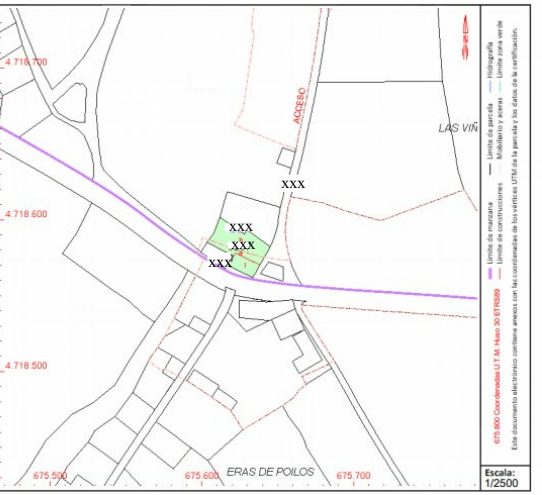 4.718.700
ACCESO
LAS VIÑ
xxx
4.718.600
xxx
xxx
xxx
4.718.500
675.500
675.600
ERAS DE POILOS
675.700
Límite de manzana
Límite de parcela
Hidrografía
Límite de construcciones
Mobiliario y aceras
Límite zona verde
675.800 Coordenadas U.T.M. Huso 30 ETRS89
Este documento electrónico contiene anexos con las coordenadas de los vértices UTM de la parcela y los datos de la certificación.
Escala:
1/2500